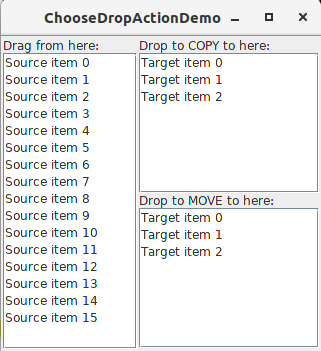 ChooseDropActionDemo
Drag from here:
Source item 0
Source item 1
Source item 2
Source item 3
Source item 4
Source item 5
Source item 6
Source item 7
Source item 8
Source item 9
Source item 10
Source item 11
Source item 12
Source item 13
Source item 14
Source item 15
Drop to COPY to here:
Target item 0
Target item 1
Target item 2
Drop to MOVE to here:
Target item 0
Target item 1
Target item 2